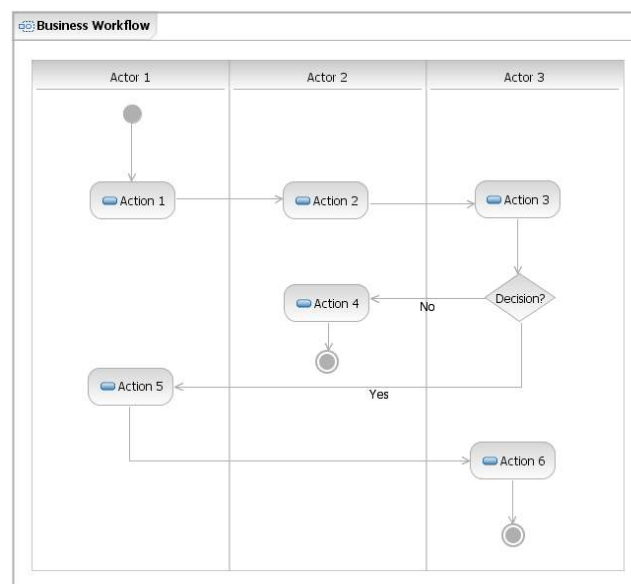 Business Workflow
Actor 1
Actor 2
Actor 3
Action 1
Action 2
Action 3
Action 4
No
Decision?
Action 5
Yes
Action 6